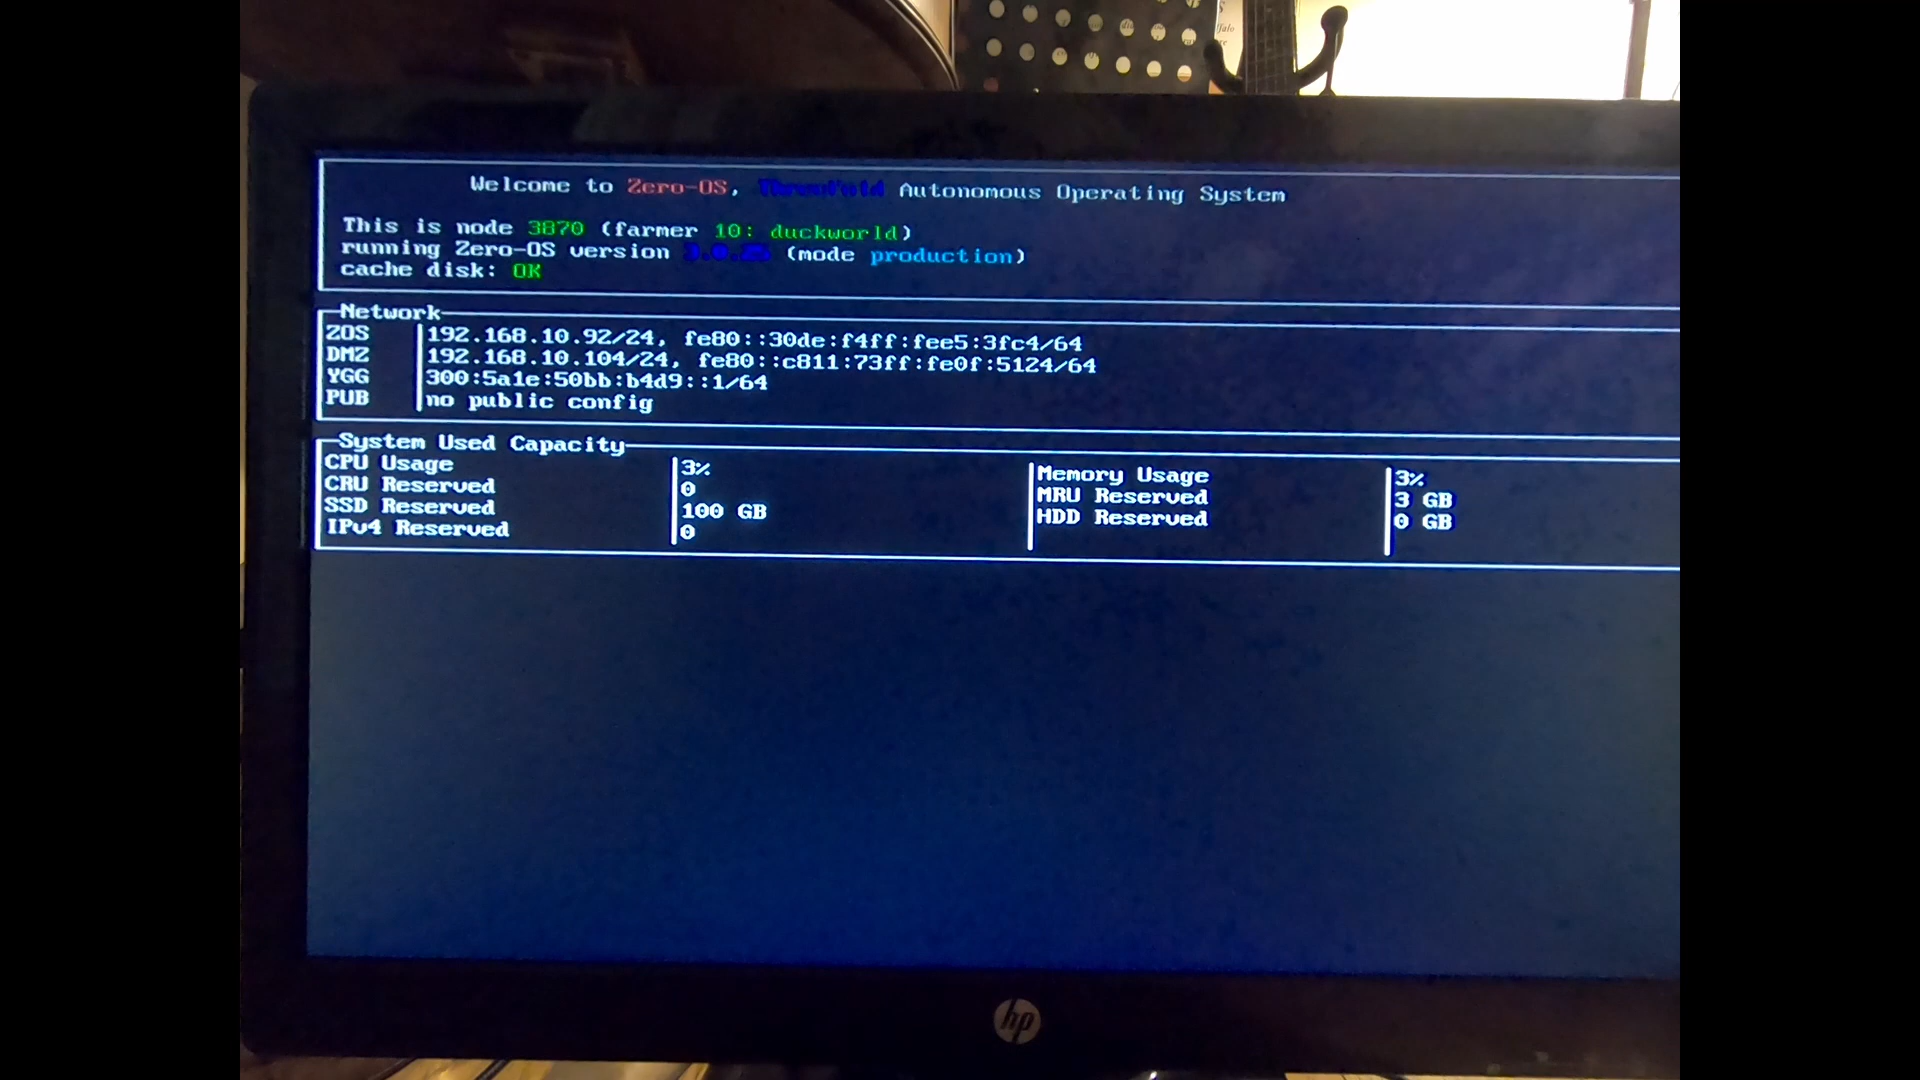 Welcome to Zero-OS, ThreeFold Autonomous Operating System
This is node 3870 (farmer 10: duckworld)
running Zero-OS version (mode production)
cache disk: OK
Network
ZOS 192.168.10.92/24, fe80::30de:f4ff:fee5:3fc4/64
DMZ 192.168.10.104/24, fe80::c811:73ff:fe0f:5124/64
YGG 300:5a1e:50bb:b4d9::1/64
PUB no public config
System Used Capacity
CPU Usage 3% Memory Usage 3%
CRU Reserved 0 MRU Reserved 3 GB
SSD Reserved 100 GB HDD Reserved 0 GB
IPv4 Reserved 0
hp